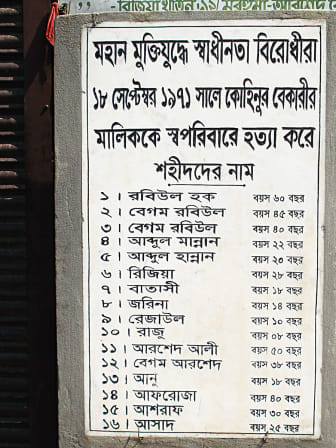 মহান মুক্তিযুদ্ধে স্বাধীনতা বিরোধীরা
১৮ সেপ্টেম্বর ১৯৭১ সালে কোহিনুর বেকারীর
মালিককে স্বপরিবারে হত্যা করে
শহীদদের নাম
১। রবিউল হক বয়স ৬০ বছর
২। বেগম রবিউল বয়স ৪৫ বছর
৩। বেগম রবিউল বয়স ৪০ বছর
৪। আব্দুল মান্নান বয়স ২২ বছর
৫। আব্দুল হান্নান বয়স ২০ বছর
৬। রিজিয়া বয়স ২৮ বছর
৭। বাতাসী বয়স ১৮ বছর
৮। জরিনা বয়স ১৪ বছর
৯। রেজাউল বয়স ১০ বছর
১০। রাজু বয়স ০৮ বছর
১১। আরশেদ আলী বয়স ৫০ বছর
১২। বেগম আরশেদ বয়স ৩৮ বছর
১৩। আনু বয়স ১৮ বছর
১৪। আফরোজা বয়স ৪০ বছর
১৫। আশরাফ বয়স ৩০ বছর
১৬। আসাদ বয়স ২৫ বছর